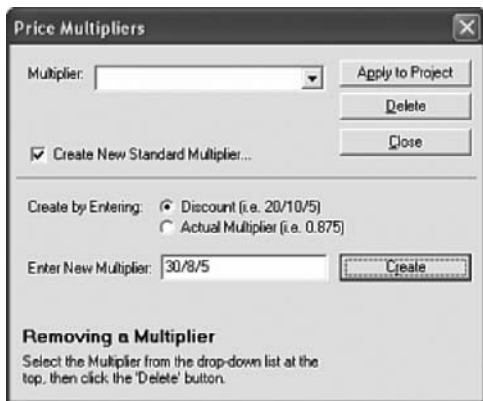 Price Multipliers
Multiplier:
Apply to Project
Delete
Close
Create New Standard Multiplier...
Create by Entering: Discount (i.e. 20/10/5)
Actual Multiplier (i.e. 0.875)
Enter New Multiplier: 30/8/5 Create
Removing a Multiplier
Select the Multiplier from the drop-down list at the
top, then click the 'Delete' button.